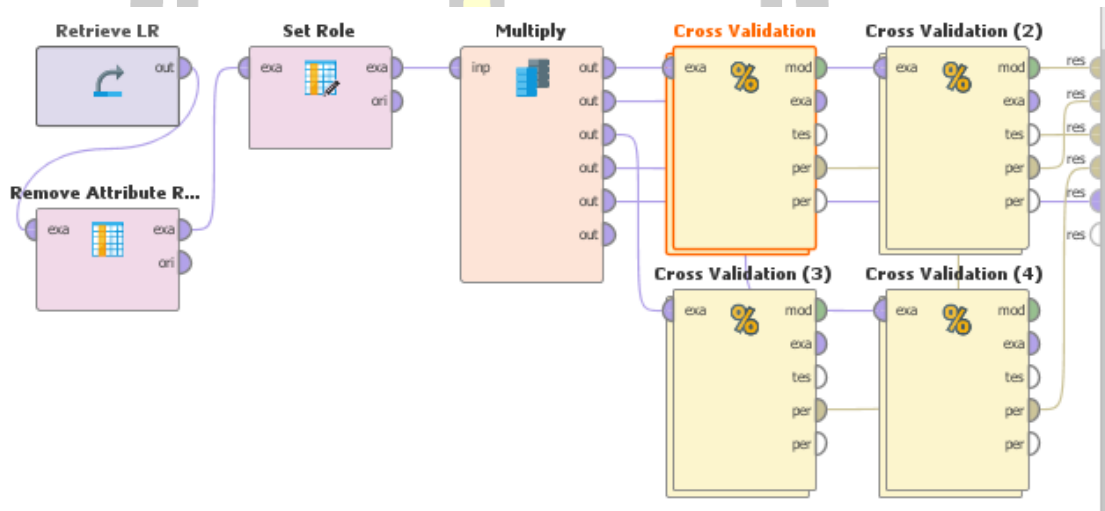 Retrieve LR
out
Set Role
exa
exa
ori
Multiply
inp
out
out
out
out
out
out
Cross Validation
exa
mod
exa
tes
per
per
Cross Validation (2)
exa
mod
exa
tes
per
per
res
res
res
res
res
res
Remove Attribute R...
exa
exa
ori
Cross Validation (3)
exa
mod
exa
tes
per
per
Cross Validation (4)
exa
mod
exa
tes
per
per